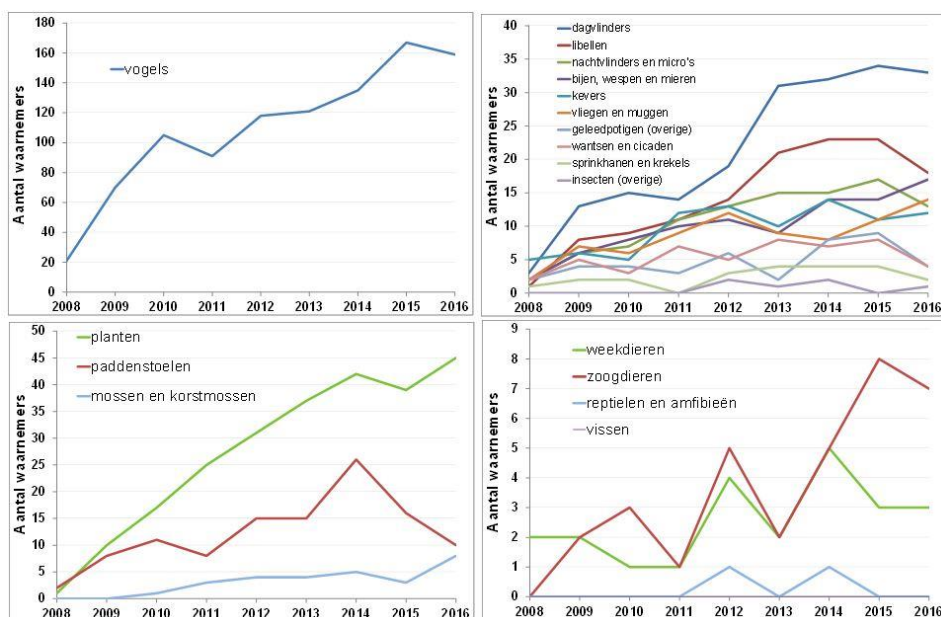 Aantal waarnemers
180
160
140
120
100
80
60
40
20
0
vogels
2008 2009 2010 2011 2012 2013 2014 2015 2016
Aantal waarnemers
40
35
30
25
20
15
10
5
0
dagvlinders
libellen
nachtvlinders en micro's
bijen, wespen en mieren
kevers
vliegen en muggen
geleedpotigen (overige)
wantsen en cicaden
sprinkhanen en krekels
insecten (overige)
2008 2009 2010 2011 2012 2013 2014 2015 2016
Aantal waarnemers
50
45
40
35
30
25
20
15
10
5
0
planten
paddenstoelen
mossen en korstmossen
2008 2009 2010 2011 2012 2013 2014 2015 2016
Aantal waarnemers
9
8
7
6
5
4
3
2
1
0
weekdieren
zoogdieren
reptielen en amfibieën
vissen
2008 2009 2010 2011 2012 2013 2014 2015 2016